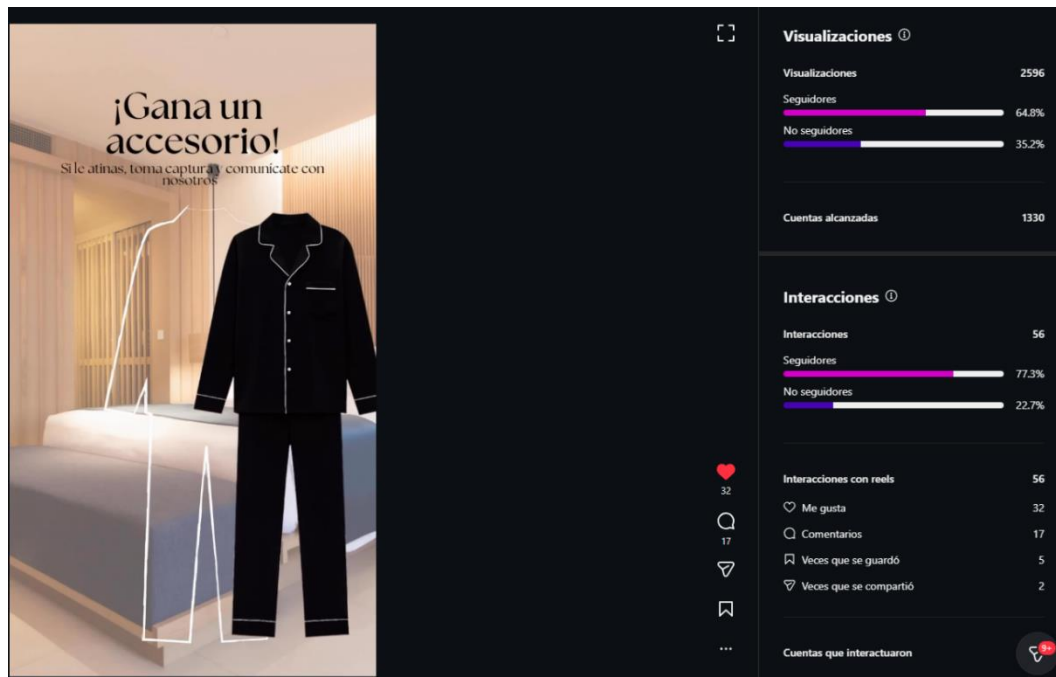 ¡Gana un
accesorio!
Si le atinas, toma captura y comunícate con
nosotros
32
17
Visualizaciones
Visualizaciones 2596
Seguidores
64.8%
No seguidores
35.2%
Cuentas alcanzadas 1330
Interacciones
Interacciones 56
Seguidores
77.3%
No seguidores
22.7%
Interacciones con reels 56
Me gusta 32
Comentarios 17
Veces que se guardó 5
Veces que se compartió 2
Cuentas que interactuaron
9+